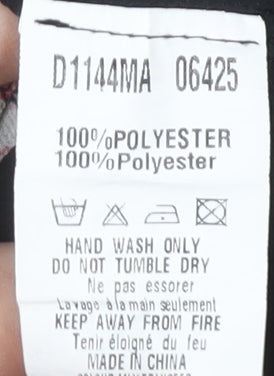 D1144MA 06425
100%POLYESTER
100%Polyester
HAND WASH ONLY
DO NOT TUMBLE DRY
Ne pas essorer
Lavage à la main seulement
KEEP AWAY FROM FIRE
Tenir éloigné du feu
MADE IN CHINA